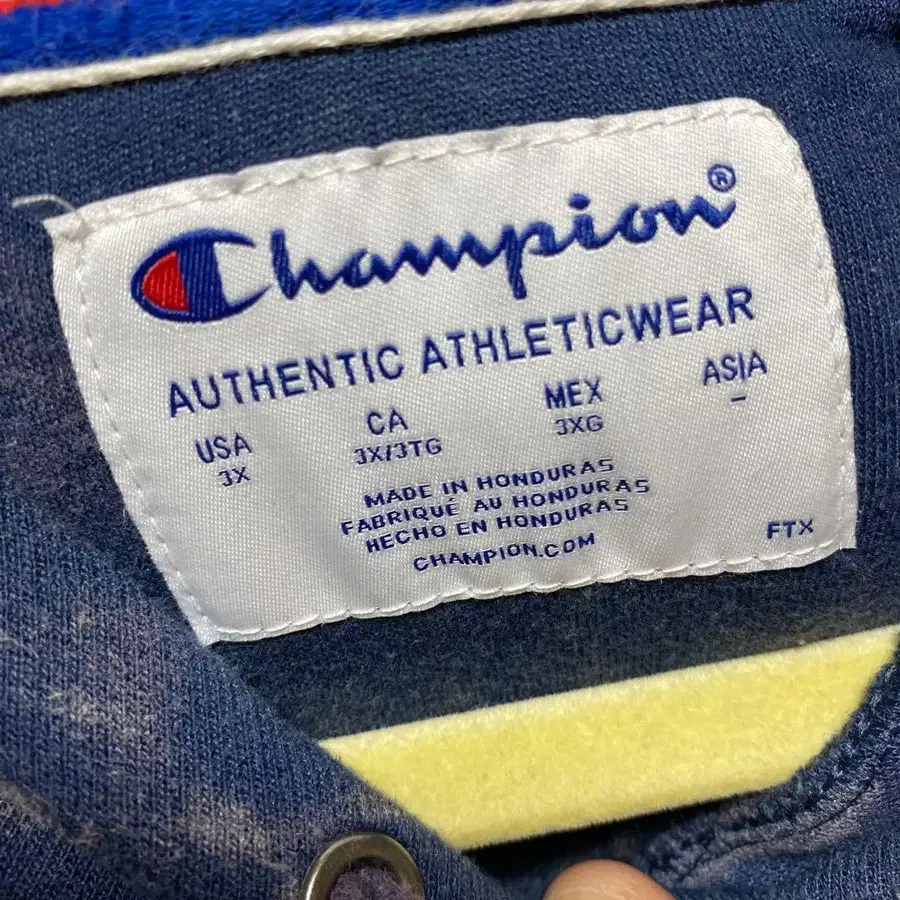 Champion®
AUTHENTIC ATHLETICWEAR
USA CA MEX ASIA
3X 3X/3TG 3XG -
MADE IN HONDURAS
FABRIQUÉ AU HONDURAS
HECHO EN HONDURAS
CHAMPION.COM
FTX